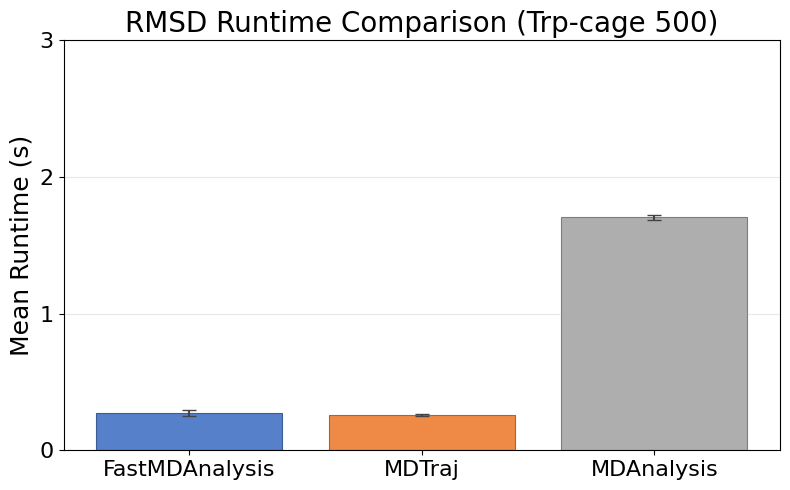 RMSD Runtime Comparison (Trp-cage 500)
Mean Runtime (s)
3
2
1
0
FastMDAnalysis MDTraj MDAnalysis